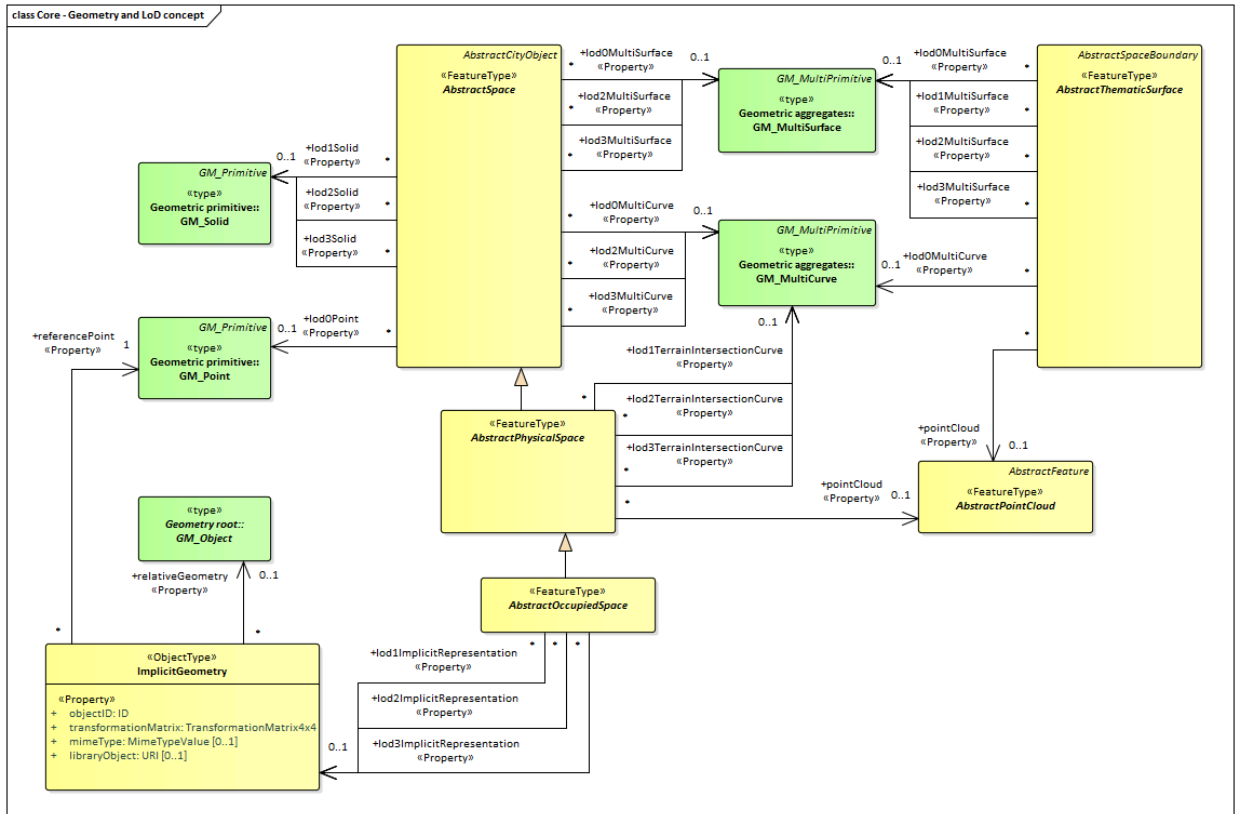 class Core - Geometry and LoD concept
AbstractCityObject
«FeatureType»
AbstractSpace
+lod0MultiSurface
«Property»
*
0..1
+lod2MultiSurface
«Property»
*
+lod3MultiSurface
«Property»
*
GM_MultiPrimitive
«type»
Geometric aggregates::
GM_MultiSurface
+lod0MultiSurface
«Property»
0..1
*
+lod1MultiSurface
«Property»
*
+lod2MultiSurface
«Property»
*
+lod3MultiSurface
«Property»
*
AbstractSpaceBoundary
«FeatureType»
AbstractThematicSurface
+lod1Solid
«Property»
0..1
*
+lod2Solid
«Property»
*
+lod3Solid
«Property»
*
GM_Primitive
«type»
Geometric primitive::
GM_Solid
+lod0MultiCurve
«Property»
*
0..1
+lod2MultiCurve
«Property»
*
+lod3MultiCurve
«Property»
*
GM_MultiPrimitive
«type»
Geometric aggregates::
GM_MultiCurve
+lod0MultiCurve
«Property»
0..1
*
+referencePoint
«Property»
1
GM_Primitive
«type»
Geometric primitive::
GM_Point
+lod0Point
«Property»
0..1
*
0..1
+lod1TerrainIntersectionCurve
«Property»
*
+lod2TerrainIntersectionCurve
«Property»
*
+lod3TerrainIntersectionCurve
«Property»
*
«FeatureType»
AbstractPhysicalSpace
*
+pointCloud
«Property»
0..1
+pointCloud
«Property»
0..1
*
AbstractFeature
«FeatureType»
AbstractPointCloud
«type»
Geometry root::
GM_Object
+relativeGeometry
«Property»
0..1
*
*
«FeatureType»
AbstractOccupiedSpace
* * *
+lod1ImplicitRepresentation
«Property»
+lod2ImplicitRepresentation
«Property»
+lod3ImplicitRepresentation
«Property»
0..1
«ObjectType»
ImplicitGeometry
«Property»
+ objectID: ID
+ transformationMatrix: TransformationMatrix4x4
+ mimeType: MimeTypeValue [0..1]
+ libraryObject: URI [0..1]